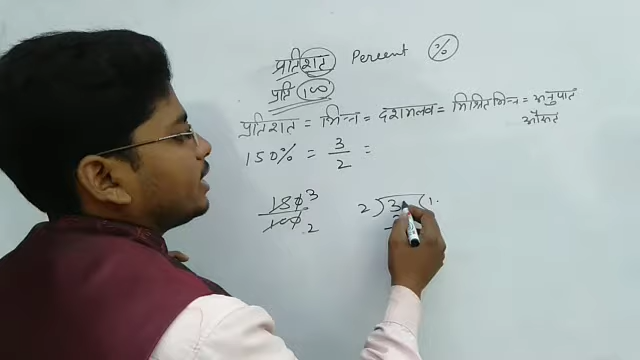 प्रतिशत Percent %
प्रति 100
प्रतिशत = भिन्न = दशमलव = मिश्रितभिन्न = अनुपात
150% = 3/2 =
150 3
100 2
2) 3 (1.